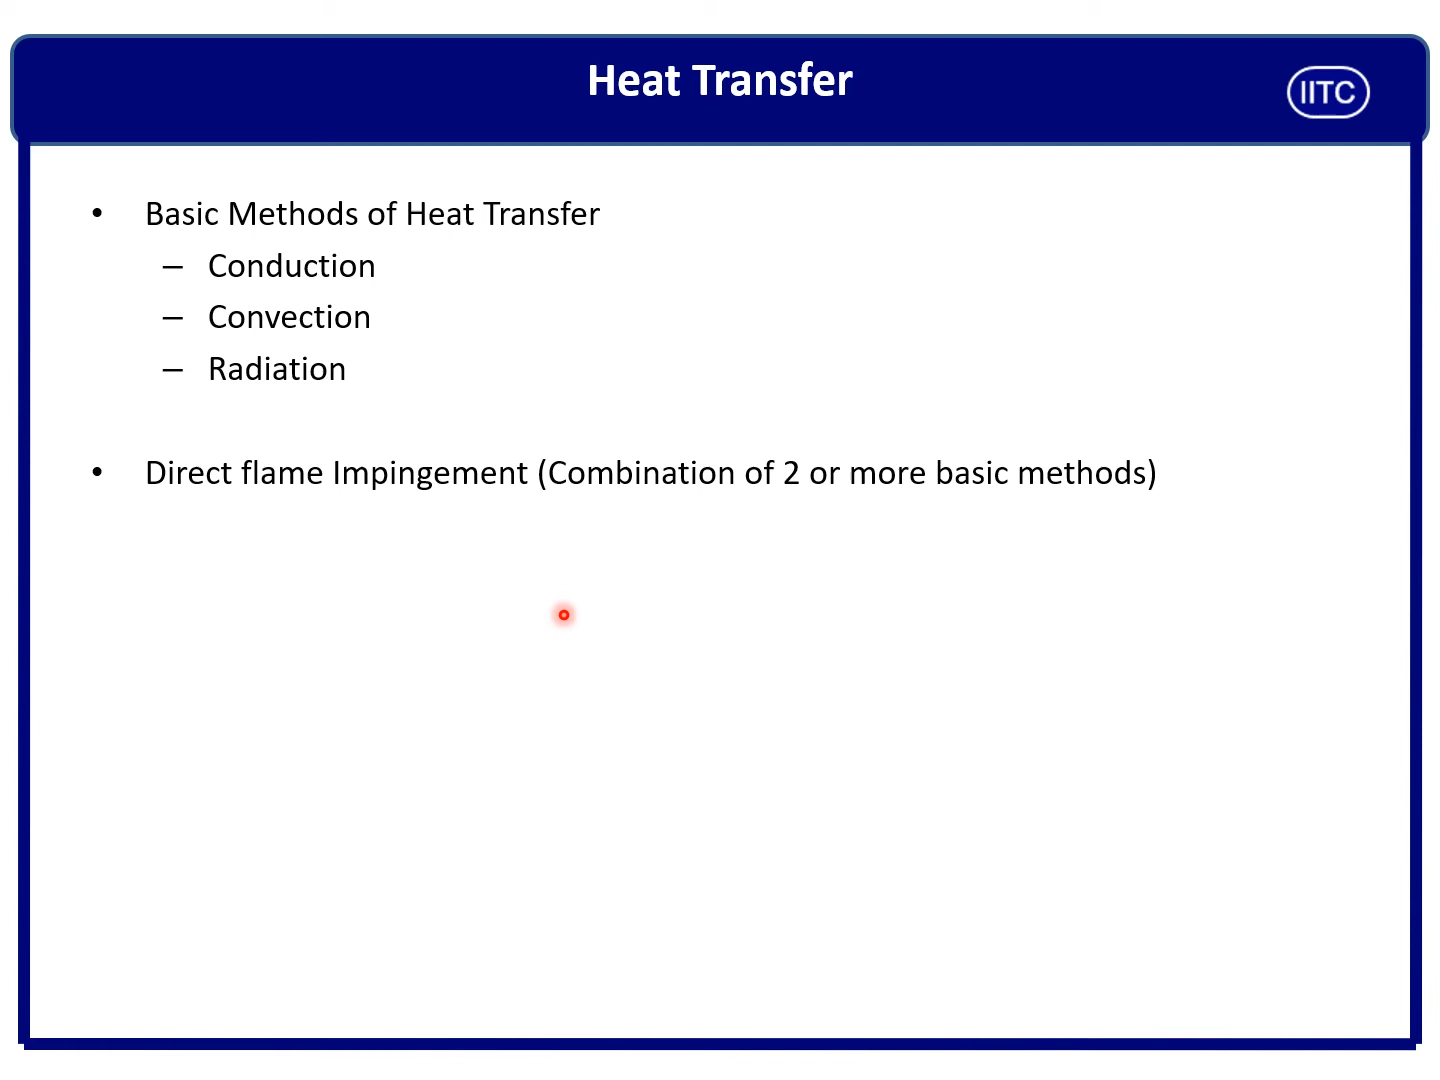 Heat Transfer
IITC
• Basic Methods of Heat Transfer
– Conduction
– Convection
– Radiation
• Direct flame Impingement (Combination of 2 or more basic methods)